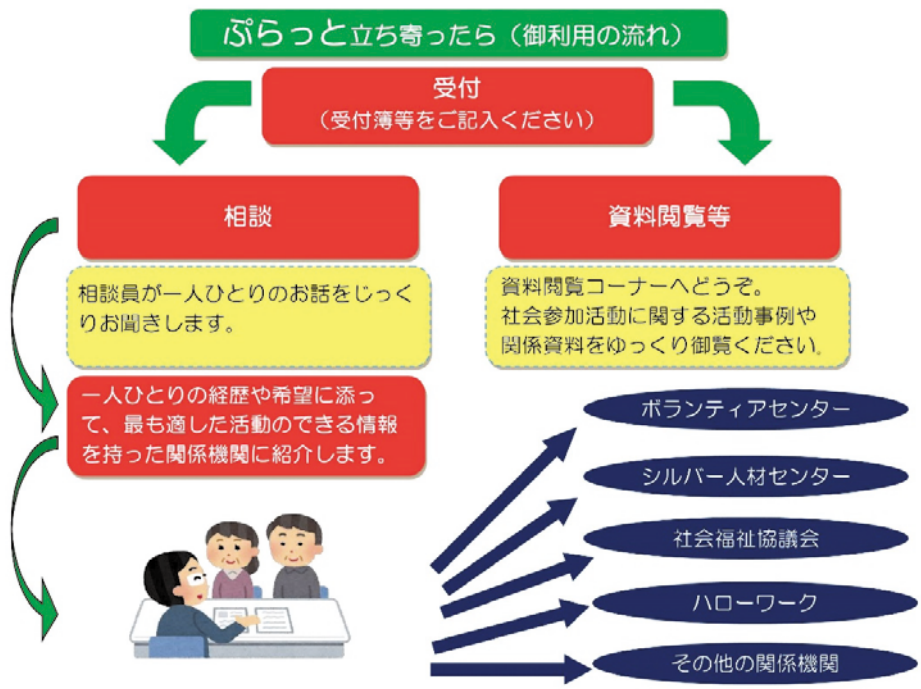 ぷらっと立ち寄ったら（御利用の流れ）
受付
（受付簿等をご記入ください）
相談
相談員が一人ひとりのお話をじっく
りお聞きします。
一人ひとりの経歴や希望に添っ
て、最も適した活動のできる情報
を持った関係機関に紹介します。
資料閲覧等
資料閲覧コーナーへどうぞ。
社会参加活動に関する活動事例や
関係資料をゆっくり御覧ください。
ボランティアセンター
シルバー人材センター
社会福祉協議会
ハローワーク
その他の関係機関